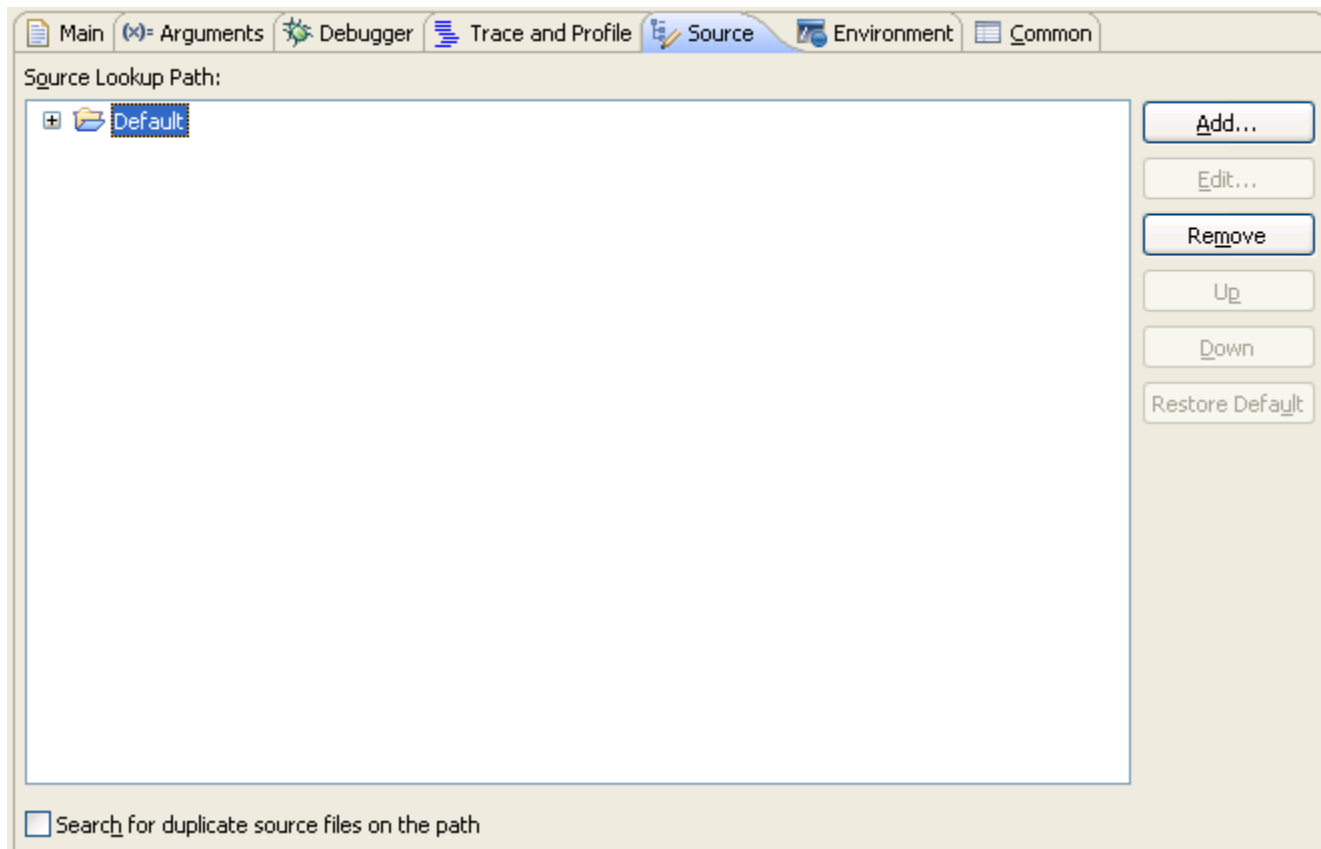 Main (x)= Arguments Debugger Trace and Profile Source Environment Common
Source Lookup Path:
Default
Add...
Edit...
Remove
Up
Down
Restore Default
Search for duplicate source files on the path